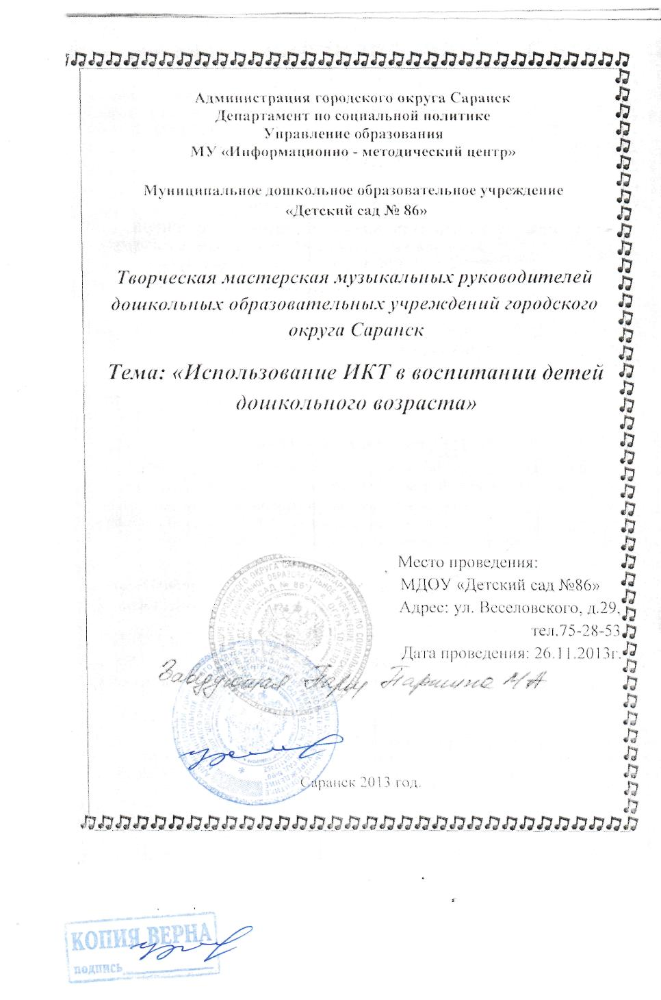 Администрация городского округа Саранск
Департамент по социальной политике
Управление образования
МУ «Информационно - методический центр»
Муниципальное дошкольное образовательное учреждение
«Детский сад № 86»
Творческая мастерская музыкальных руководителей
дошкольных образовательных учреждений городского
округа Саранск
Тема: «Использование ИКТ в воспитании детей
дошкольного возраста»
Место проведения:
МДОУ «Детский сад №86»
Адрес: ул. Веселовского, д.29,
тел.75-28-53
Дата проведения: 26.11.2013г.
Заведующая Паршина М А
Саранск 2013 год.
КОПИЯ ВЕРНА
подпись